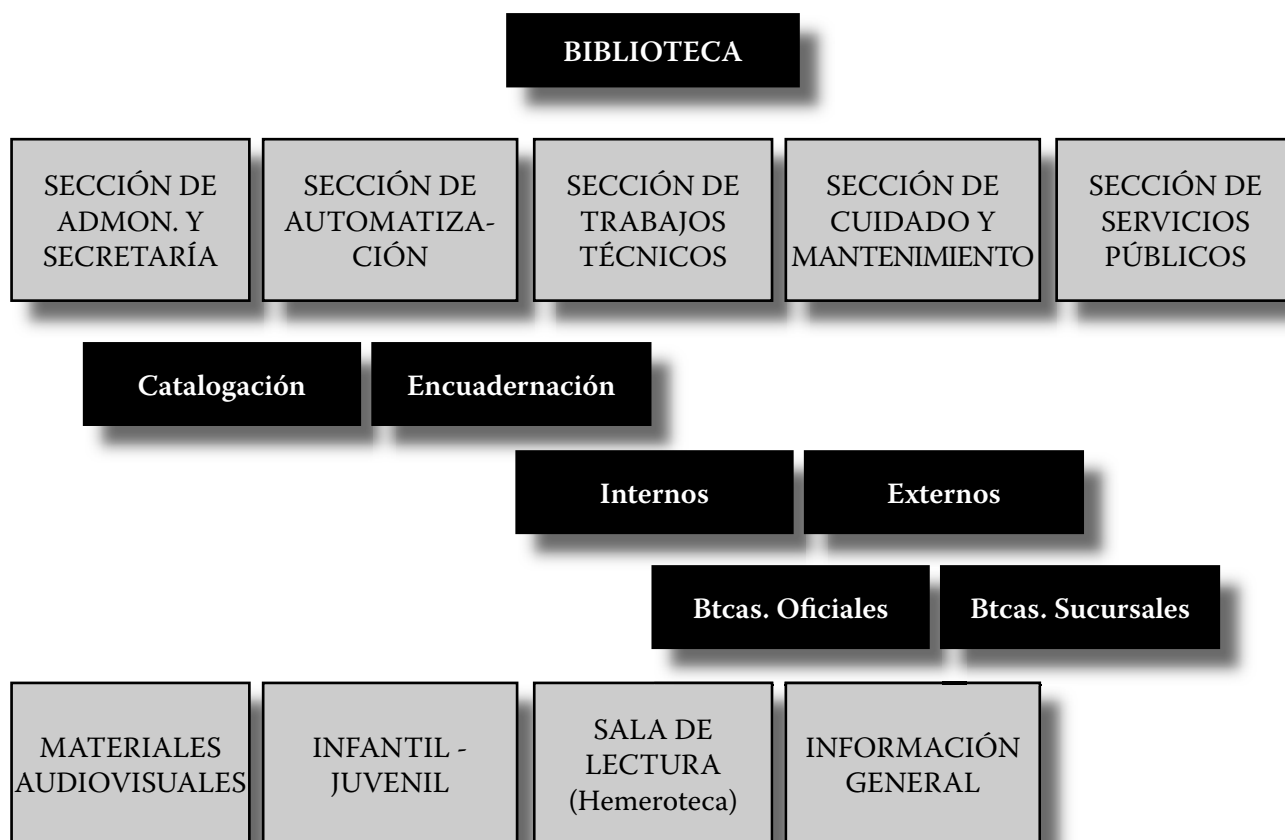 BIBLIOTECA
SECCIÓN DE
ADMON. Y
SECRETARÍA
SECCIÓN DE
AUTOMATIZA-
CIÓN
SECCIÓN DE
TRABAJOS
TÉCNICOS
SECCIÓN DE
CUIDADO Y
MANTENIMIENTO
SECCIÓN DE
SERVICIOS
PÚBLICOS
Catalogación
Encuadernación
Internos
Externos
Btcas. Oficiales
Btcas. Sucursales
MATERIALES
AUDIOVISUALES
INFANTIL -
JUVENIL
SALA DE
LECTURA
(Hemeroteca)
INFORMACIÓN
GENERAL